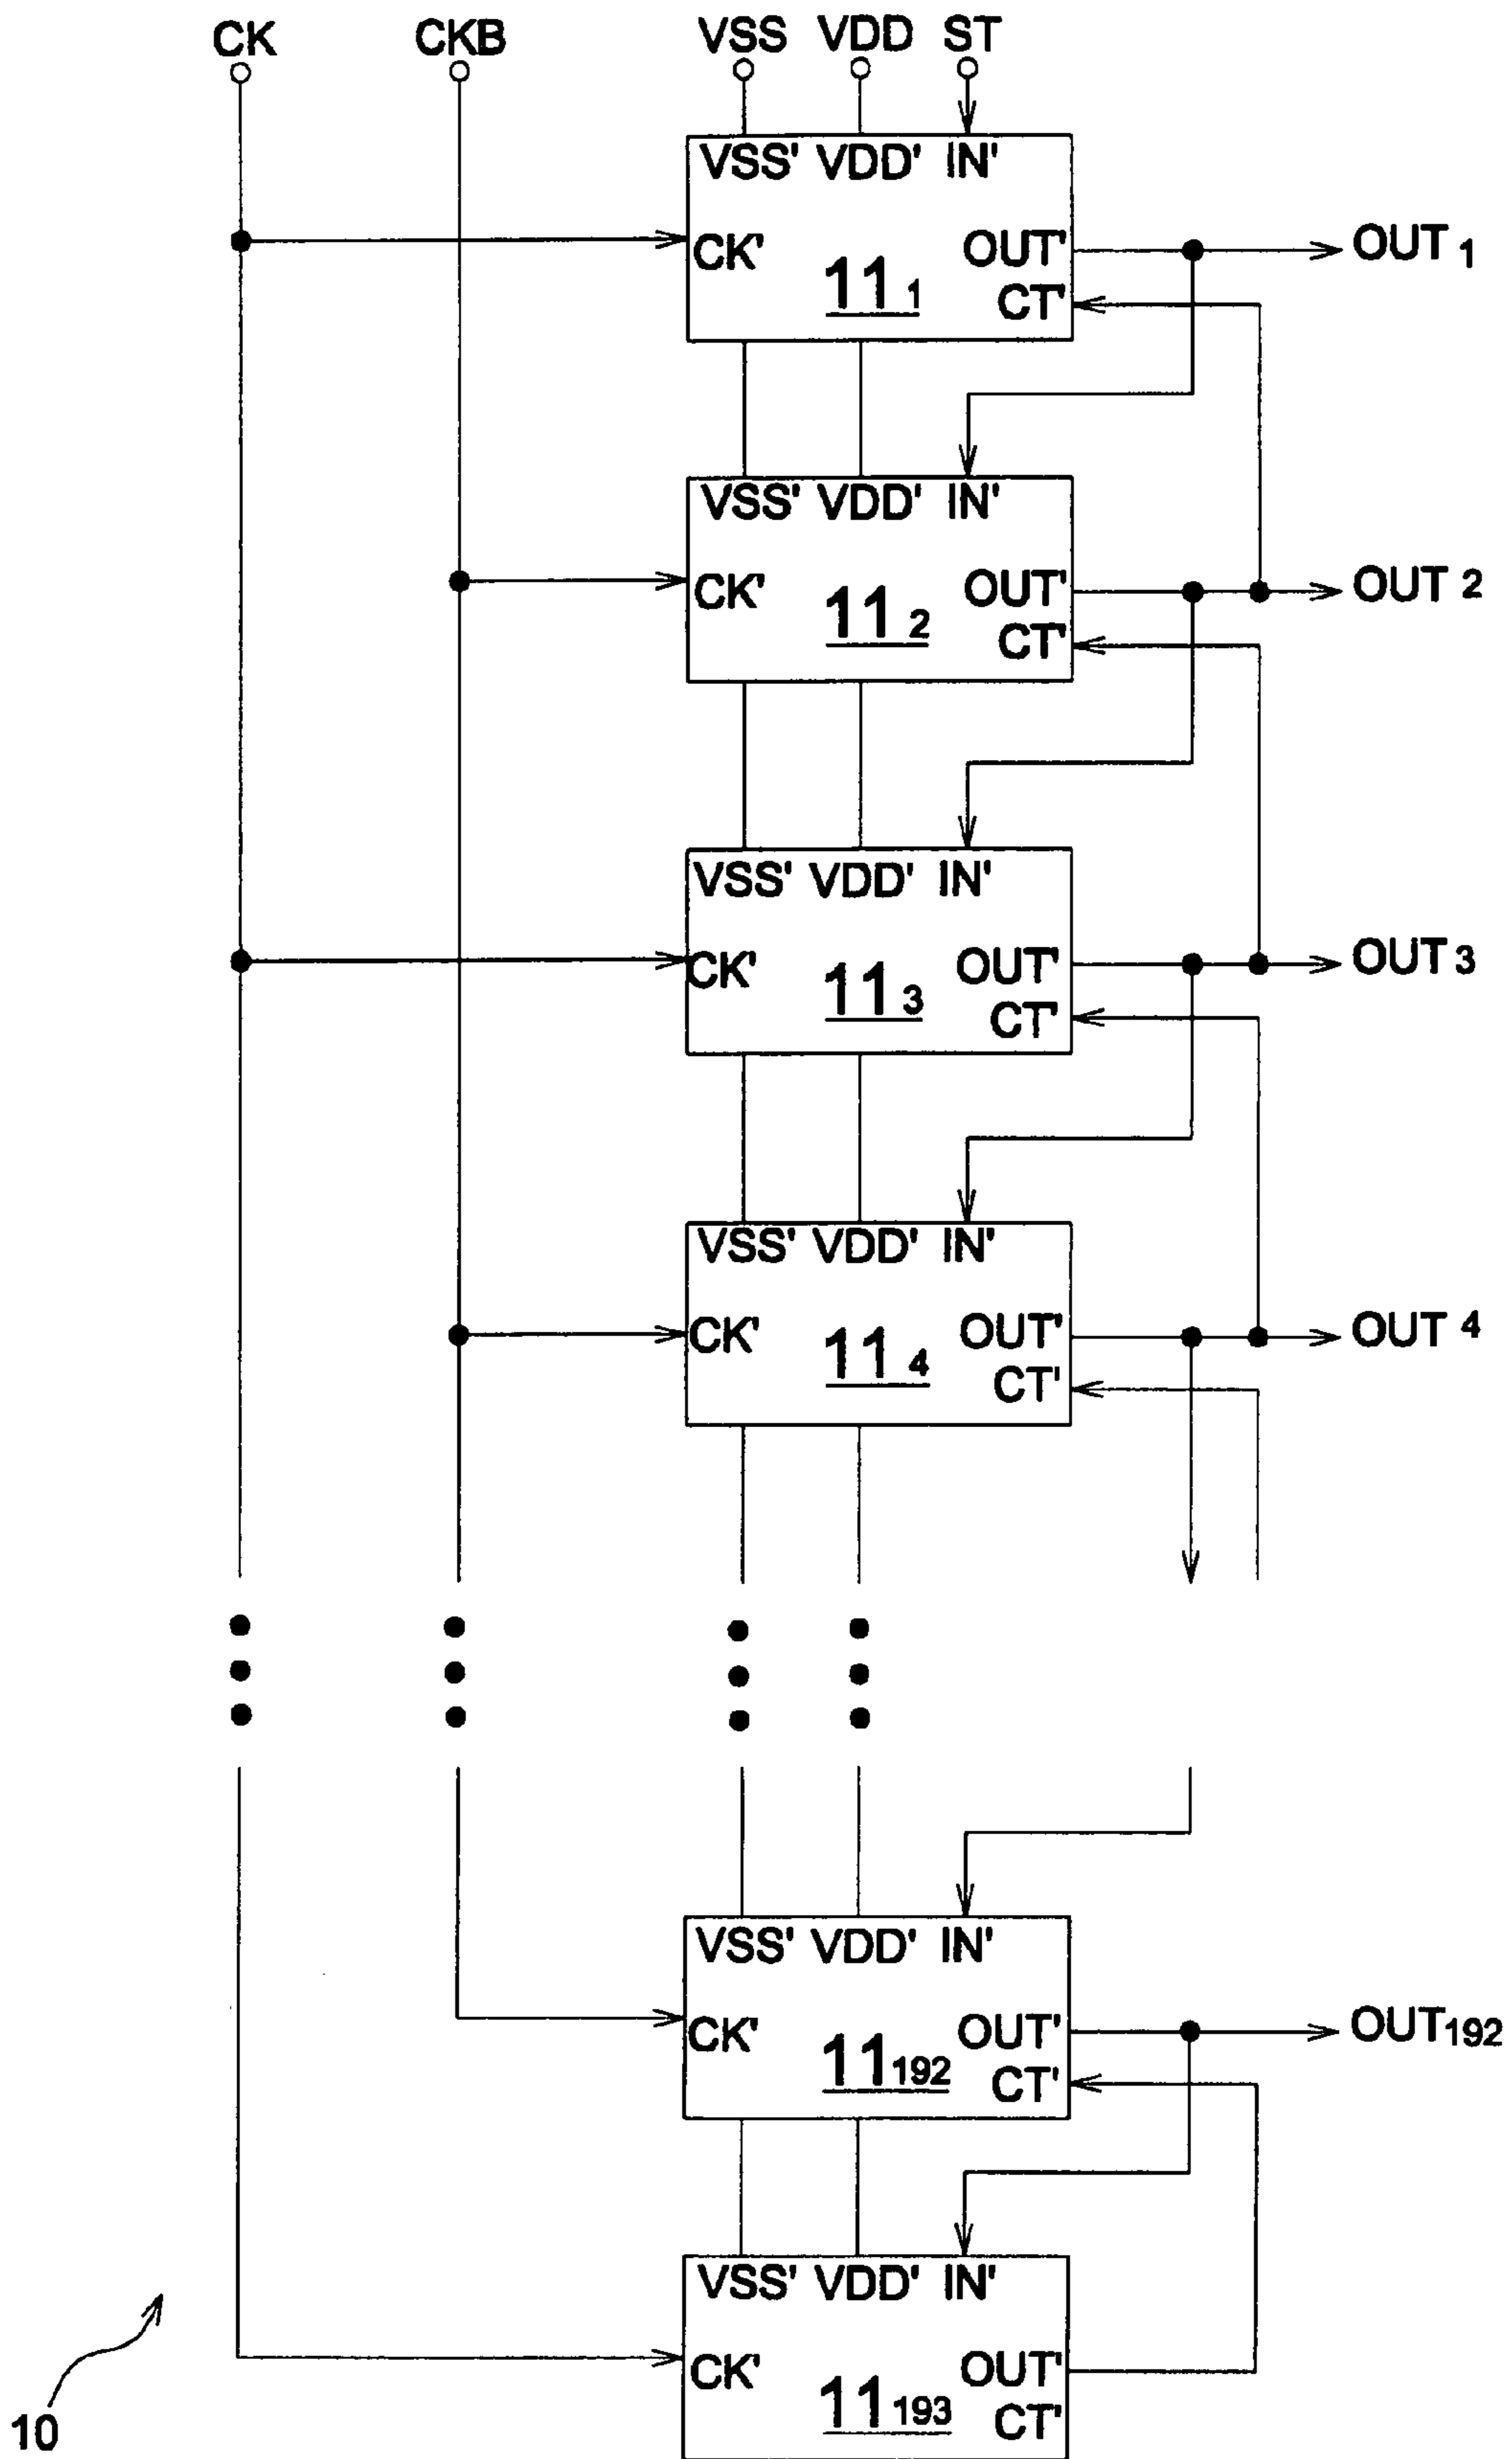 CK CKB VSS VDD ST
VSS' VDD' IN'
CK' OUT' OUT 1
11 1
CT'
VSS' VDD' IN'
CK' OUT' OUT 2
11 2
CT'
VSS' VDD' IN'
CK' OUT' OUT 3
11 3
CT'
VSS' VDD' IN'
CK' OUT' OUT 4
11 4
CT'
VSS' VDD' IN'
CK' OUT' OUT192
11192
CT'
VSS' VDD' IN'
CK' OUT'
11193
CT'
10